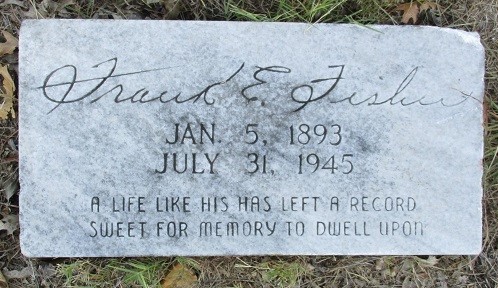 Frank E. Fisher
JAN. 5, 1893
JULY 31, 1945
A LIFE LIKE HIS HAS LEFT A RECORD
SWEET FOR MEMORY TO DWELL UPON